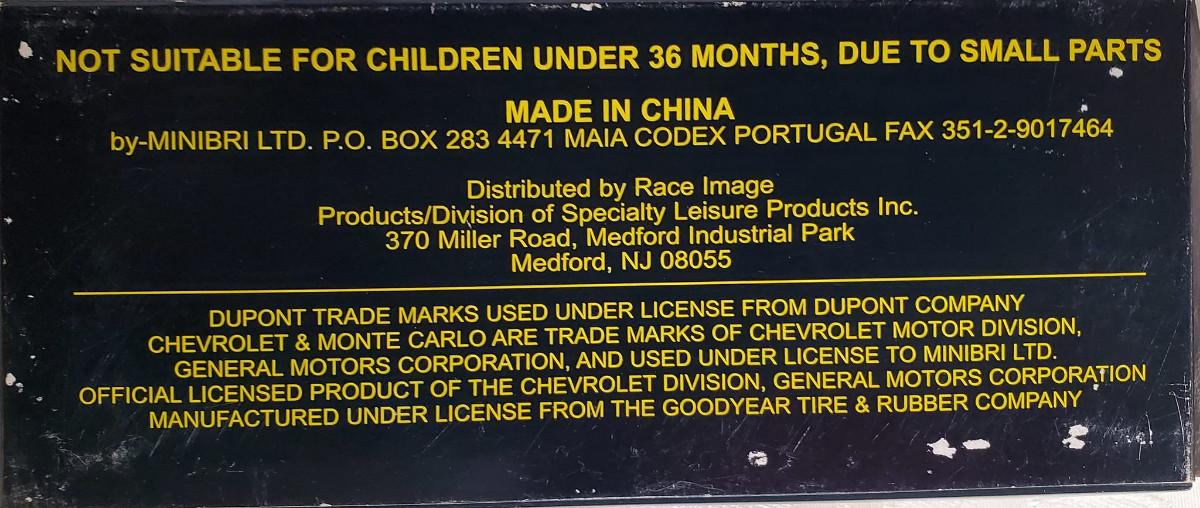 NOT SUITABLE FOR CHILDREN UNDER 36 MONTHS, DUE TO SMALL PARTS
MADE IN CHINA
by-MINIBRI LTD. P.O. BOX 283 4471 MAIA CODEX PORTUGAL FAX 351-2-9017464
Distributed by Race Image
Products/Division of Specialty Leisure Products Inc.
370 Miller Road, Medford Industrial Park
Medford, NJ 08055
DUPONT TRADE MARKS USED UNDER LICENSE FROM DUPONT COMPANY
CHEVROLET & MONTE CARLO ARE TRADE MARKS OF CHEVROLET MOTOR DIVISION,
GENERAL MOTORS CORPORATION, AND USED UNDER LICENSE TO MINIBRI LTD.
OFFICIAL LICENSED PRODUCT OF THE CHEVROLET DIVISION, GENERAL MOTORS CORPORATION
MANUFACTURED UNDER LICENSE FROM THE GOODYEAR TIRE & RUBBER COMPANY